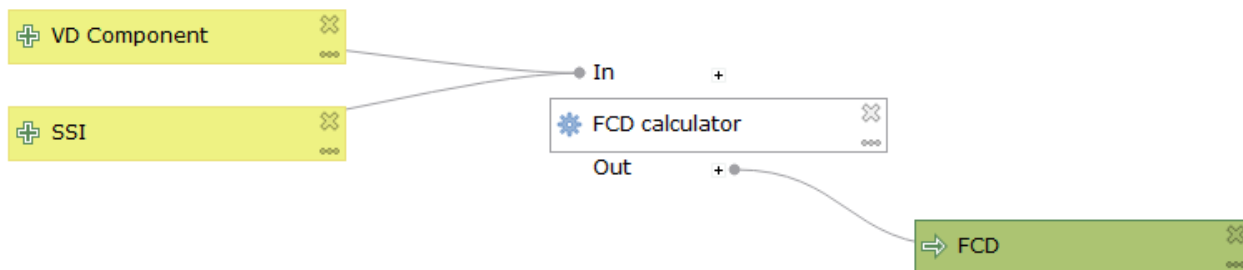 VD Component
SSI
In
FCD calculator
Out
FCD